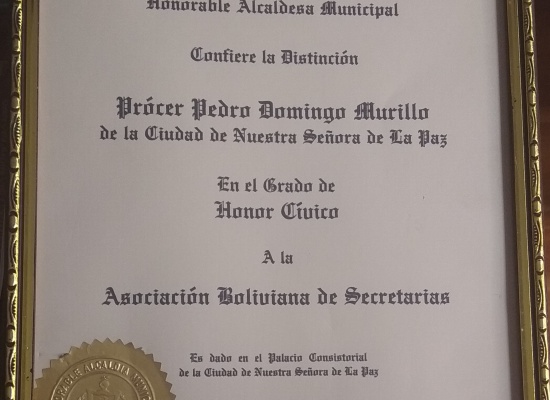 Honorable Alcaldesa Municipal
Confiere la Distinción
Prócer Pedro Domingo Murillo
de la Ciudad de Nuestra Señora de La Paz
En el Grado de
Honor Cívico
A la
Asociación Boliviana de Secretarias
Es dado en el Palacio Consistorial
de la Ciudad de Nuestra Señora de La Paz
ALCALDIA